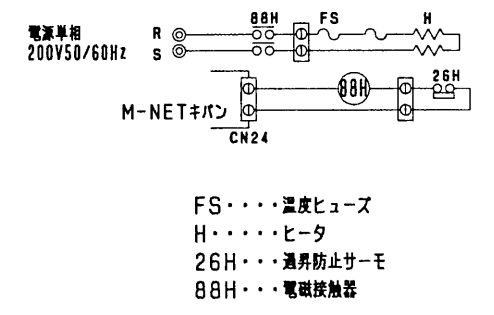 電源単相
200V50/60Hz
R
S
88H FS H
M-NETキバン
CN24
88H
26H
FS････温度ヒューズ
H･････ヒータ
26H･･･過昇防止サーモ
88H･･･電磁接触器